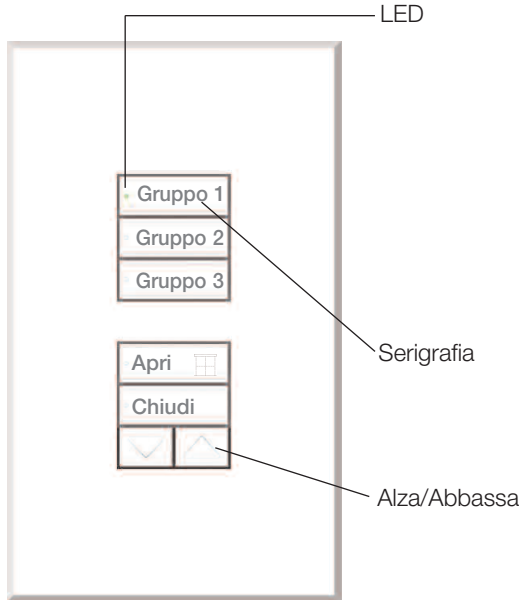 LED
Gruppo 1
Gruppo 2
Gruppo 3
Serigrafia
Apri
Chiudi
Alza/Abbassa